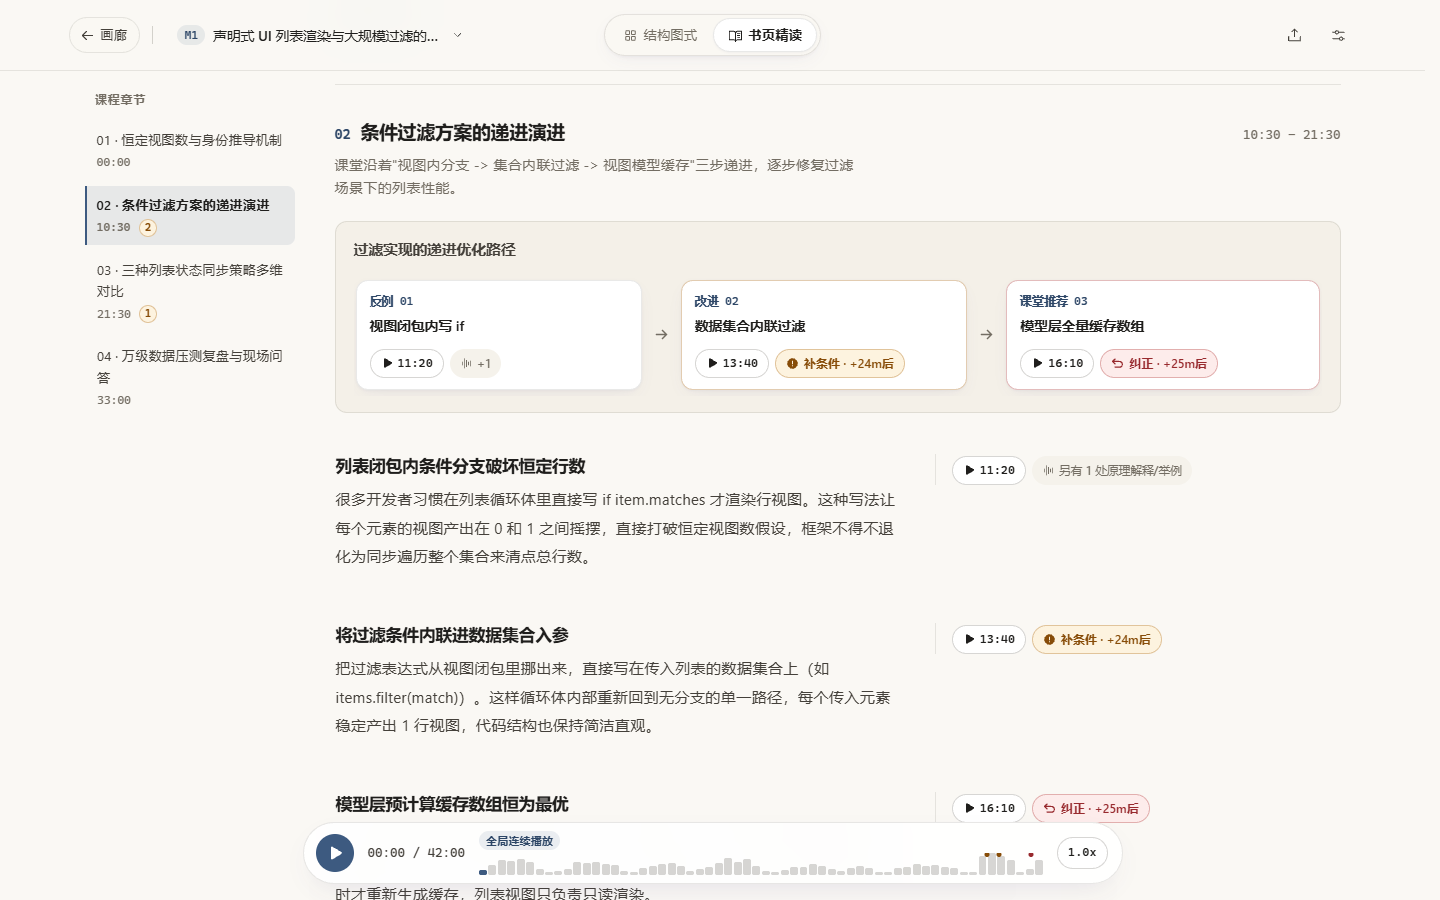 画廊
M1 声明式 UI 列表渲染与大规模过滤的...
结构图式
书页精读
课程章节
01 · 恒定视图数与身份推导机制
00:00
02 · 条件过滤方案的递进演进
10:30 2
03 · 三种列表状态同步策略多维
对比
21:30 1
04 · 万级数据压测复盘与现场问
答
33:00
02 条件过滤方案的递进演进
10:30 – 21:30
课堂沿着"视图内分支 -> 集合内联过滤 -> 视图模型缓存"三步递进，逐步修复过滤
场景下的列表性能。
过滤实现的递进优化路径
反例 01
视图闭包内写 if
11:20 +1
改进 02
数据集合内联过滤
13:40 补条件 · +24m后
课堂推荐 03
模型层全量缓存数组
16:10 纠正 · +25m后
列表闭包内条件分支破坏恒定行数
很多开发者习惯在列表循环体里直接写 if item.matches 才渲染行视图。这种写法让
每个元素的视图产出在 0 和 1 之间摇摆，直接打破恒定视图数假设，框架不得不退
化为同步遍历整个集合来清点总行数。
11:20 另有 1 处原理解释/举例
将过滤条件内联进数据集合入参
把过滤表达式从视图闭包里挪出来，直接写在传入列表的数据集合上（如
items.filter(match)）。这样循环体内部重新回到无分支的单一路径，每个传入元素
稳定产出 1 行视图，代码结构也保持简洁直观。
13:40 补条件 · +24m后
模型层预计算缓存数组恒为最优
16:10 纠正 · +25m后
00:00 / 42:00
全局连续播放
1.0x
时才重新生成缓存，列表视图只负责只读渲染。